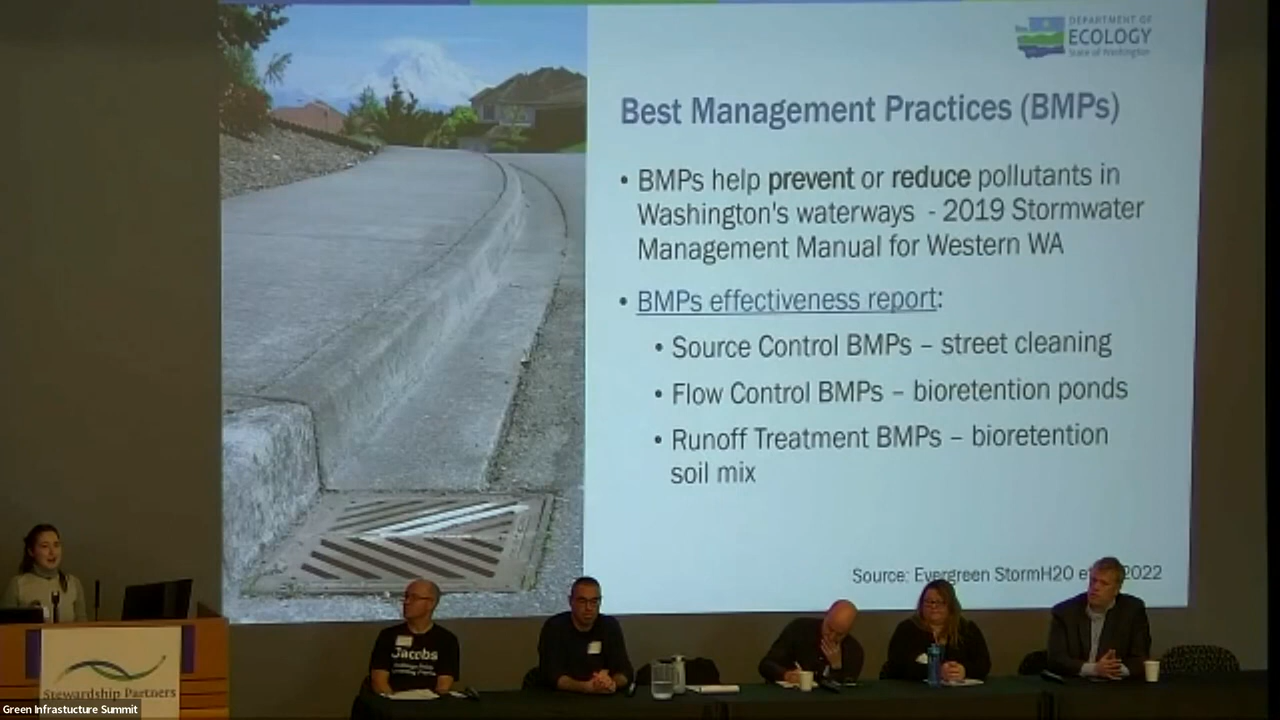 DEPARTMENT OF
ECOLOGY
State of Washington
Best Management Practices (BMPs)
• BMPs help prevent or reduce pollutants in
Washington's waterways - 2019 Stormwater
Management Manual for Western WA
• BMPs effectiveness report:
• Source Control BMPs – street cleaning
• Flow Control BMPs – bioretention ponds
• Runoff Treatment BMPs – bioretention
soil mix
Source: Evergreen StormH2O 2022
Jacobs
Stewardship Partners
Green Infrastucture Summit